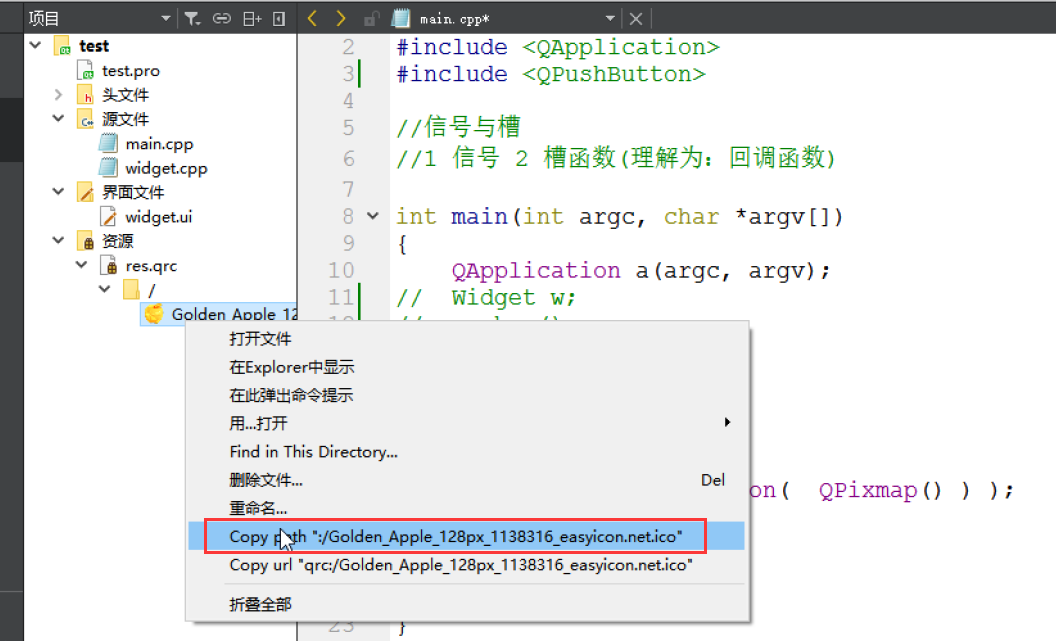 项目
main.cpp*
test
test.pro
头文件
源文件
main.cpp
widget.cpp
界面文件
widget.ui
资源
res.qrc
/
Golden_Apple_12
2 #include <QApplication>
3 #include <QPushButton>
4
5 //信号与槽
6 //1 信号 2 槽函数(理解为：回调函数)
7
8 int main(int argc, char *argv[])
9 {
10 QApplication a(argc, argv);
11 // Widget w;
打开文件
在Explorer中显示
在此弹出命令提示
用...打开
Find in This Directory...
删除文件... Del
重命名...
Copy path ":/Golden_Apple_128px_1138316_easyicon.net.ico"
Copy url "qrc:/Golden_Apple_128px_1138316_easyicon.net.ico"
折叠全部
on( QPixmap() ) );
23 }